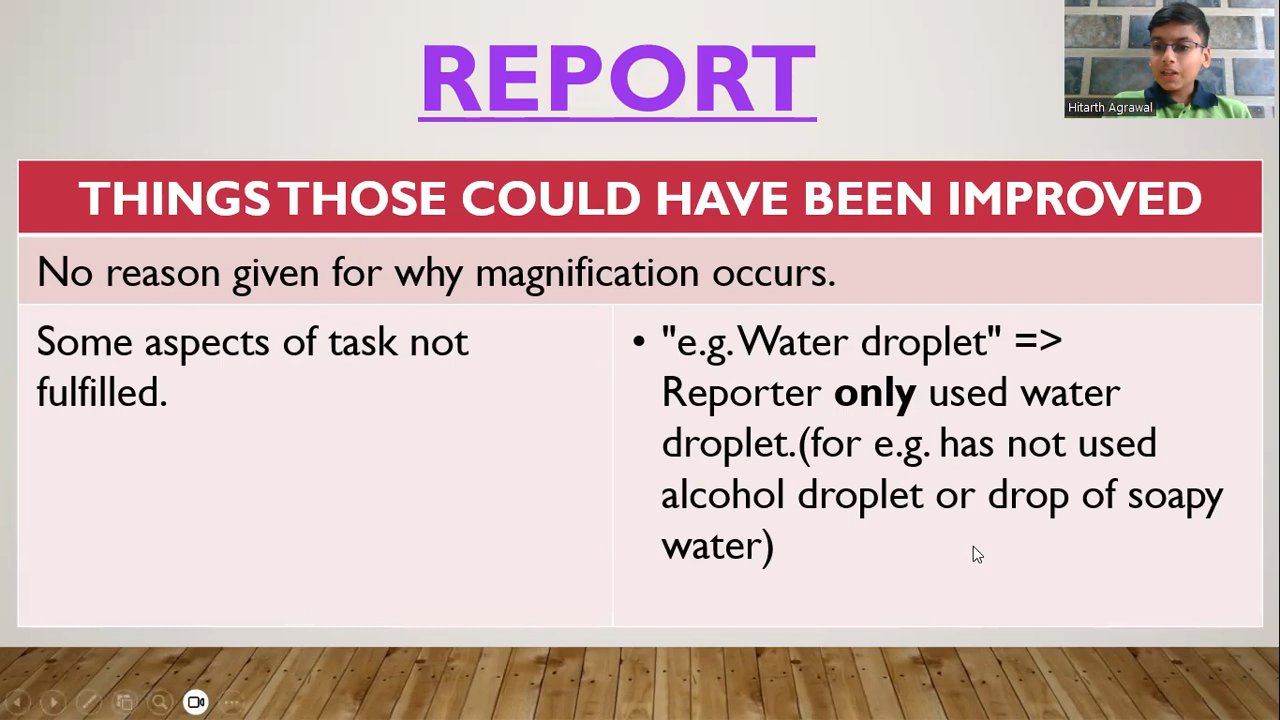 REPORT
Hitarth Agrawal
THINGS THOSE COULD HAVE BEEN IMPROVED
No reason given for why magnification occurs.
Some aspects of task not
fulfilled.
• "e.g. Water droplet" =>
Reporter only used water
droplet.(for e.g. has not used
alcohol droplet or drop of soapy
water)